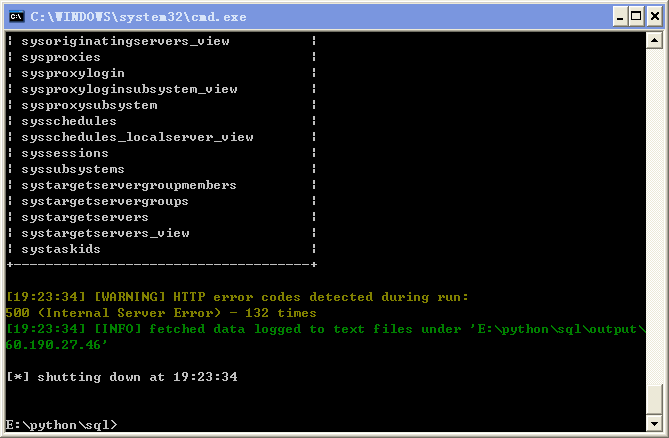 C:\WINDOWS\system32\cmd.exe
¦ sysoriginatingservers_view ¦
¦ sysproxies ¦
¦ sysproxylogin ¦
¦ sysproxyloginsubsystem_view ¦
¦ sysproxysubsystem ¦
¦ sysschedules ¦
¦ sysschedules_localserver_view ¦
¦ syssessions ¦
¦ syssubsystems ¦
¦ systargetservergroupmembers ¦
¦ systargetservergroups ¦
¦ systargetservers ¦
¦ systargetservers_view ¦
¦ systaskids ¦
+-------------------------------------+
[19:23:34] [WARNING] HTTP error codes detected during run:
500 (Internal Server Error) - 132 times
[19:23:34] [INFO] fetched data logged to text files under 'E:\python\sql\output\
60.190.27.46'
[*] shutting down at 19:23:34
E:\python\sql>